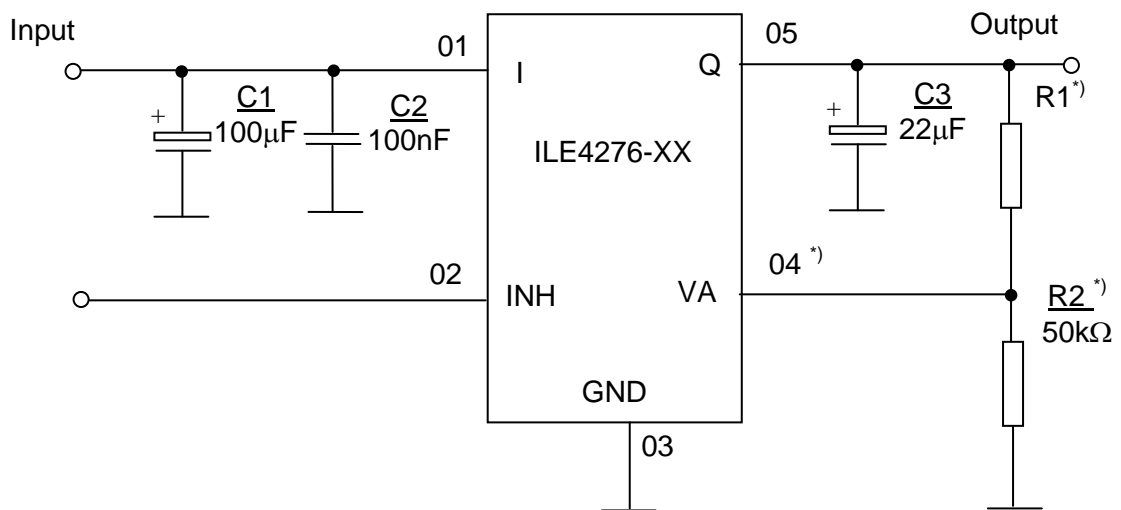 Input
01
I
C1
100μF
+
C2
100nF
ILE4276-XX
Q
05
Output
R1*)
C3
22μF
+
02
INH
VA
04 *)
R2 *)
50kΩ
GND
03